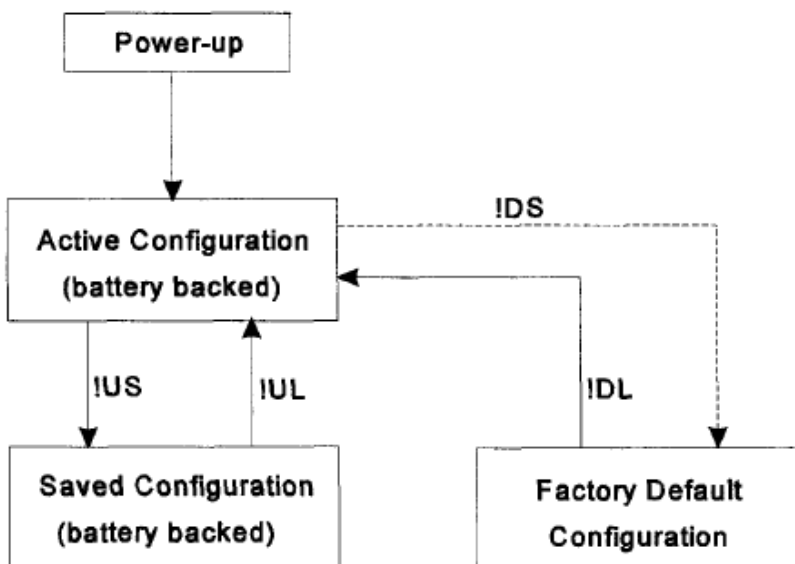 Power-up
!DS
Active Configuration
(battery backed)
!US
!UL
!DL
Saved Configuration
(battery backed)
Factory Default
Configuration